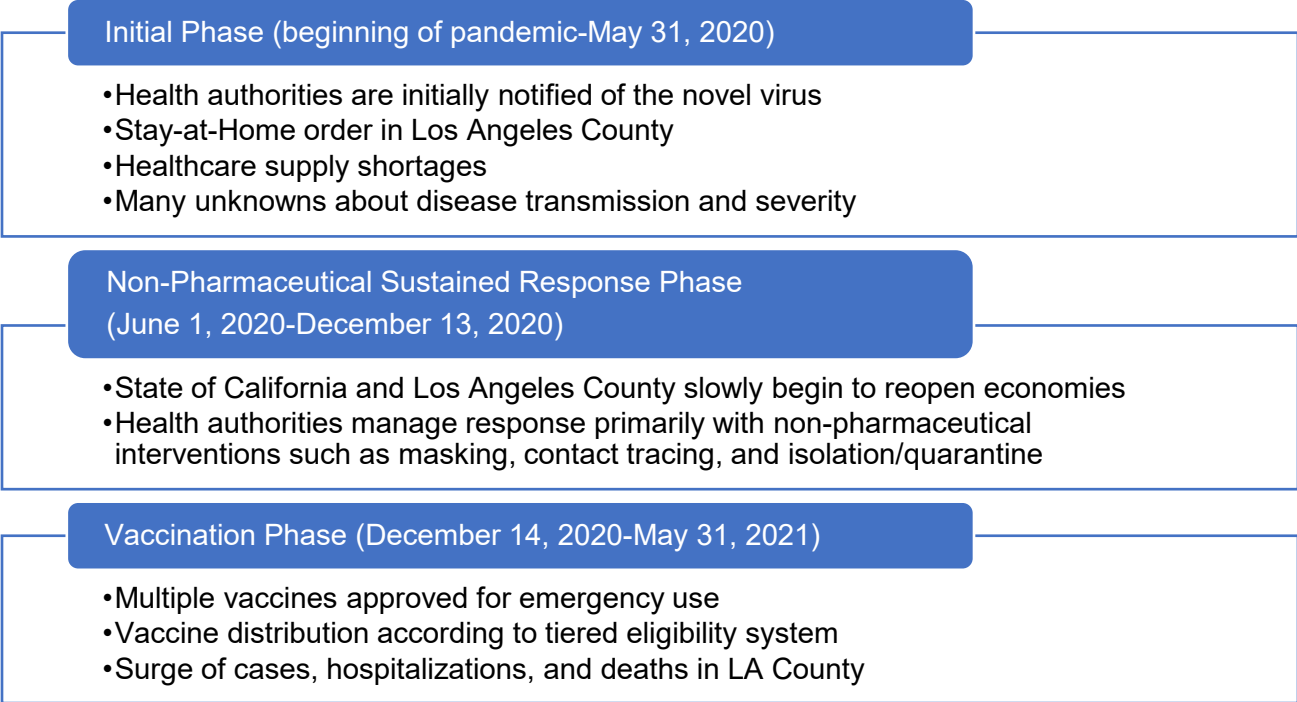 Initial Phase (beginning of pandemic-May 31, 2020)
•Health authorities are initially notified of the novel virus
•Stay-at-Home order in Los Angeles County
•Healthcare supply shortages
•Many unknowns about disease transmission and severity
Non-Pharmaceutical Sustained Response Phase
(June 1, 2020-December 13, 2020)
•State of California and Los Angeles County slowly begin to reopen economies
•Health authorities manage response primarily with non-pharmaceutical
interventions such as masking, contact tracing, and isolation/quarantine
Vaccination Phase (December 14, 2020-May 31, 2021)
•Multiple vaccines approved for emergency use
•Vaccine distribution according to tiered eligibility system
•Surge of cases, hospitalizations, and deaths in LA County